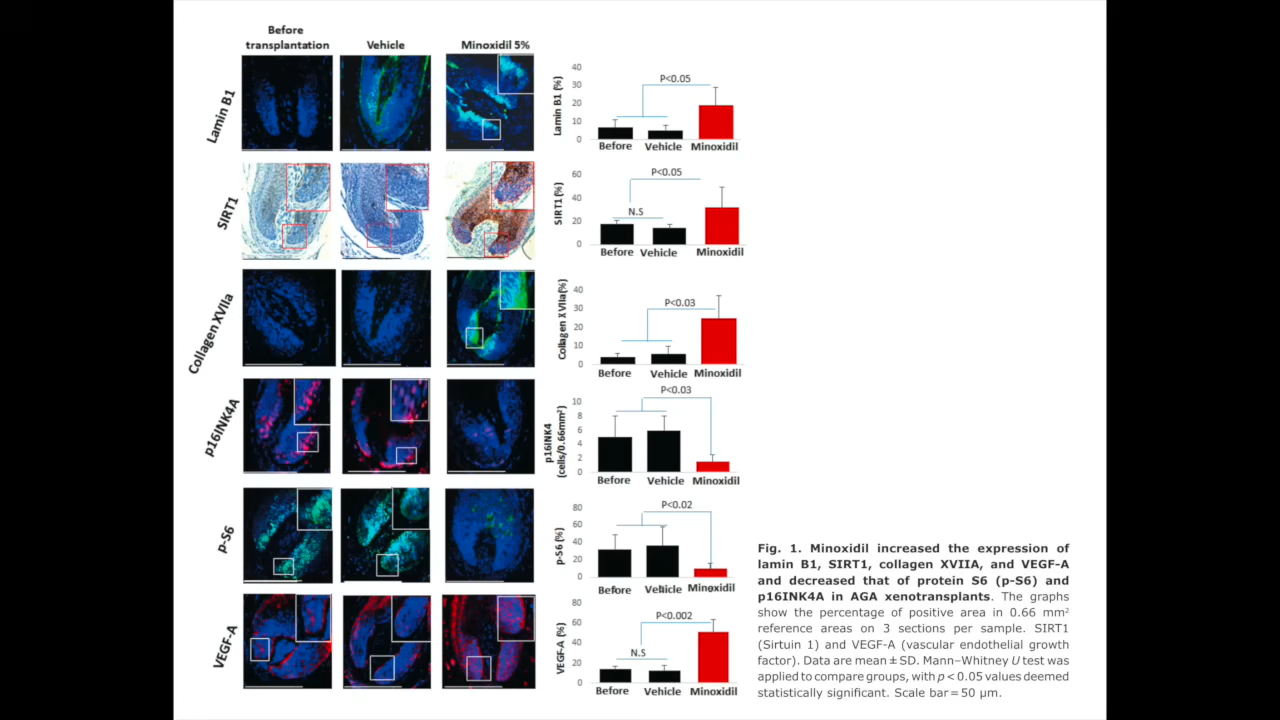 Before
transplantation
Vehicle
Minoxidil 5%
Lamin B1
Lamin B1 (%)
40
30
20
10
0
P<0.05
Before
Vehicle
Minoxidil
SIRT1
SIRT1 (%)
60
40
20
0
P<0.05
N.S
Before
Vehicle
Minoxidil
Collagen XVIIa
Collagen XVIIa(%)
40
30
20
10
0
P<0.03
Before
Vehicle
Minoxidil
p16INK4A
p16INK4
(cells/0.66mm²)
10
8
6
4
2
0
P<0.03
Before
Vehicle
Minoxidil
p-S6
p-S6 (%)
80
60
40
20
0
P<0.02
Before
Vehicle
Minoxidil
VEGF-A
VEGF-A (%)
80
60
40
20
0
P<0.002
N.S
Before
Vehicle
Minoxidil
Fig. 1. Minoxidil increased the expression of
lamin B1, SIRT1, collagen XVIIA, and VEGF-A
and decreased that of protein S6 (p-S6) and
p16INK4A in AGA xenotransplants. The graphs
show the percentage of positive area in 0.66 mm²
reference areas on 3 sections per sample. SIRT1
(Sirtuin 1) and VEGF-A (vascular endothelial growth
factor). Data are mean ± SD. Mann–Whitney U test was
applied to compare groups, with p < 0.05 values deemed
statistically significant. Scale bar = 50 µm.